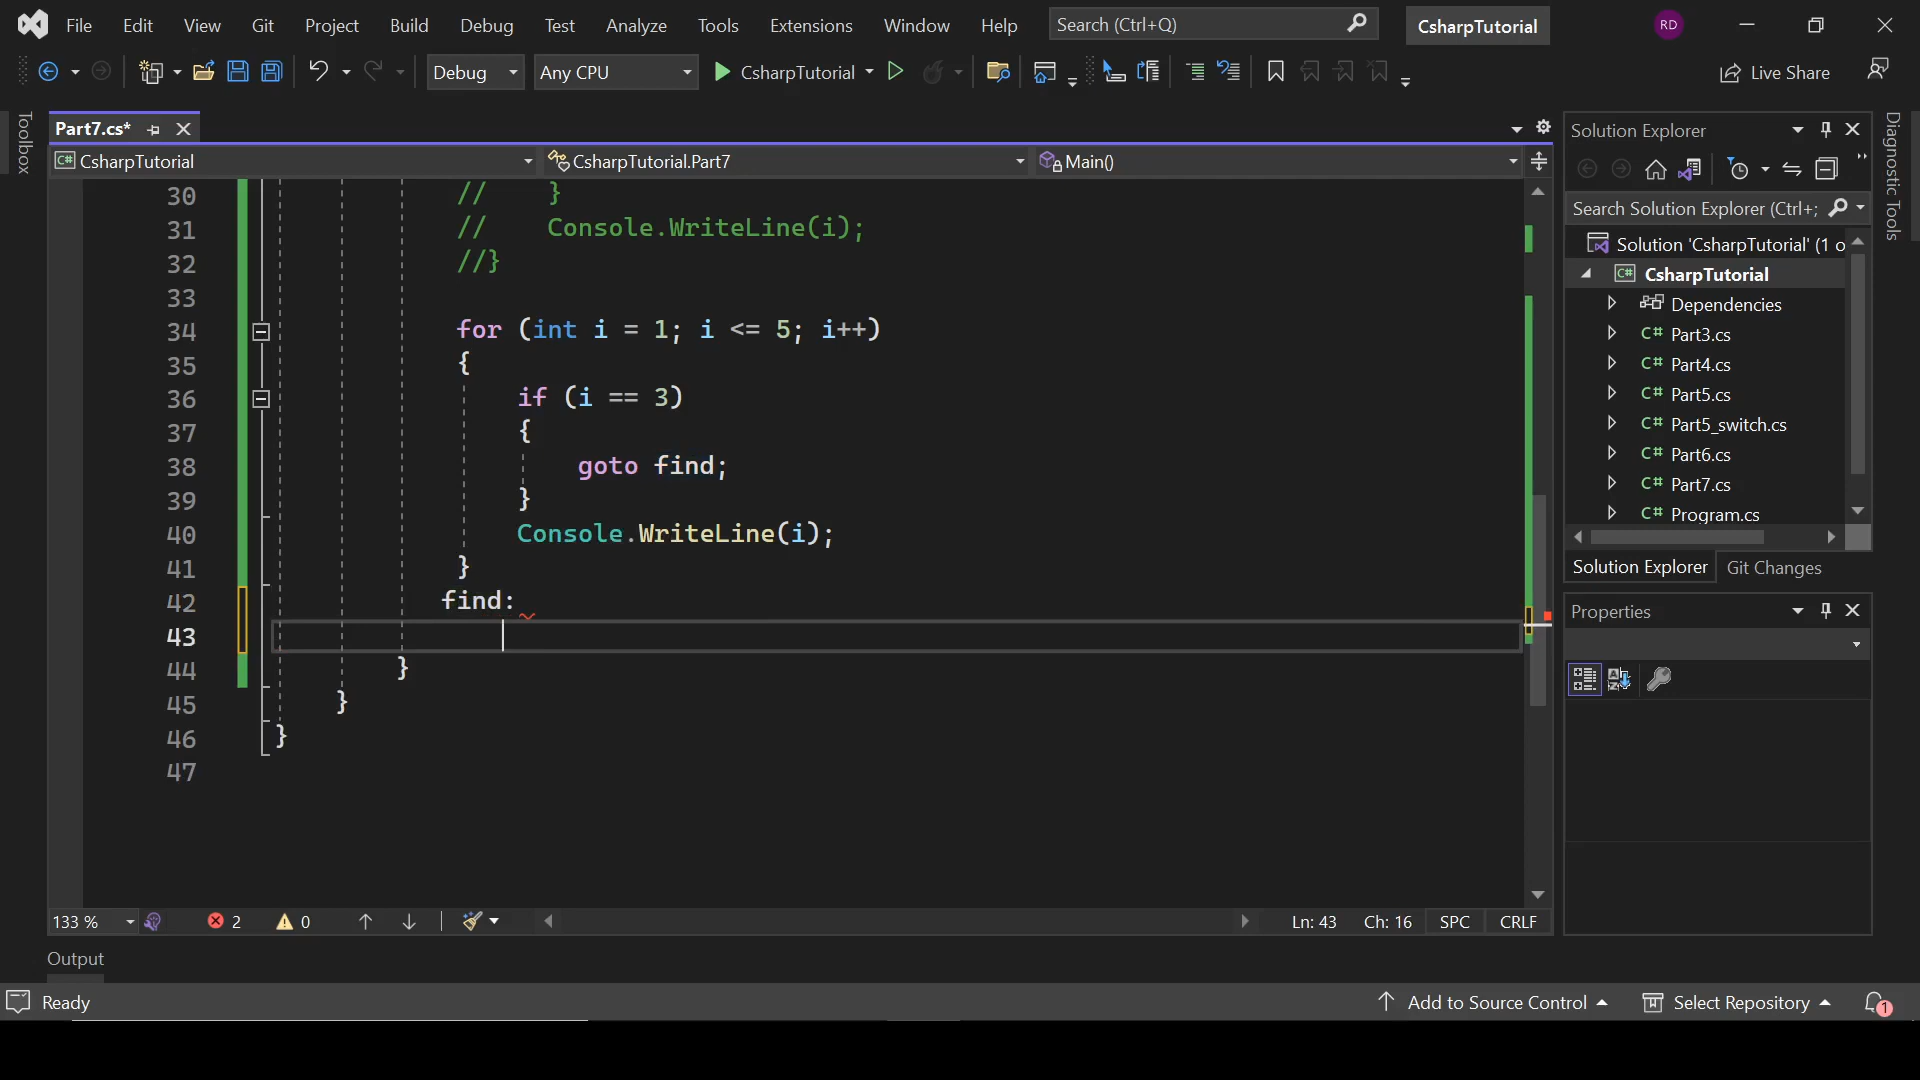 File Edit View Git Project Build Debug Test Analyze Tools Extensions Window Help Search (Ctrl+Q) CsharpTutorial RD
Debug Any CPU CsharpTutorial Live Share
Toolbox
Part7.cs*
CsharpTutorial CsharpTutorial.Part7 Main()
30 // }
31 // Console.WriteLine(i);
32 //}
33
34 for (int i = 1; i <= 5; i++)
35 {
36 if (i == 3)
37 {
38 goto find;
39 }
40 Console.WriteLine(i);
41 }
42 find:
43
44 }
45 }
46 }
47
133 % 2 0 Ln: 43 Ch: 16 SPC CRLF
Solution Explorer
Search Solution Explorer (Ctrl+;
Solution 'CsharpTutorial' (1 o
C# CsharpTutorial
Dependencies
C# Part3.cs
C# Part4.cs
C# Part5.cs
C# Part5_switch.cs
C# Part6.cs
C# Part7.cs
C# Program.cs
Solution Explorer Git Changes
Properties
Diagnostic Tools
Output
Ready Add to Source Control Select Repository 1